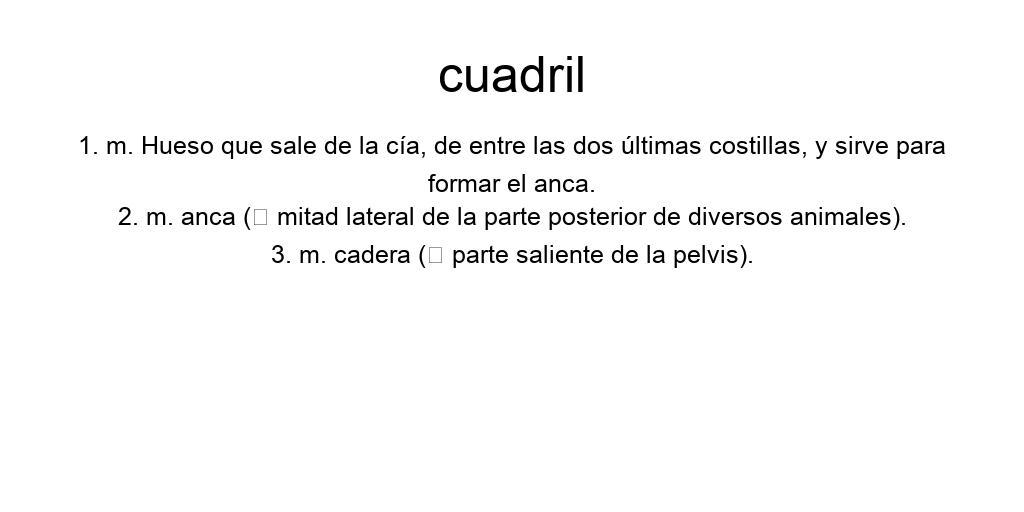 cuadril
1. m. Hueso que sale de la cía, de entre las dos últimas costillas, y sirve para
formar el anca.
2. m. anca (□ mitad lateral de la parte posterior de diversos animales).
3. m. cadera (□ parte saliente de la pelvis).